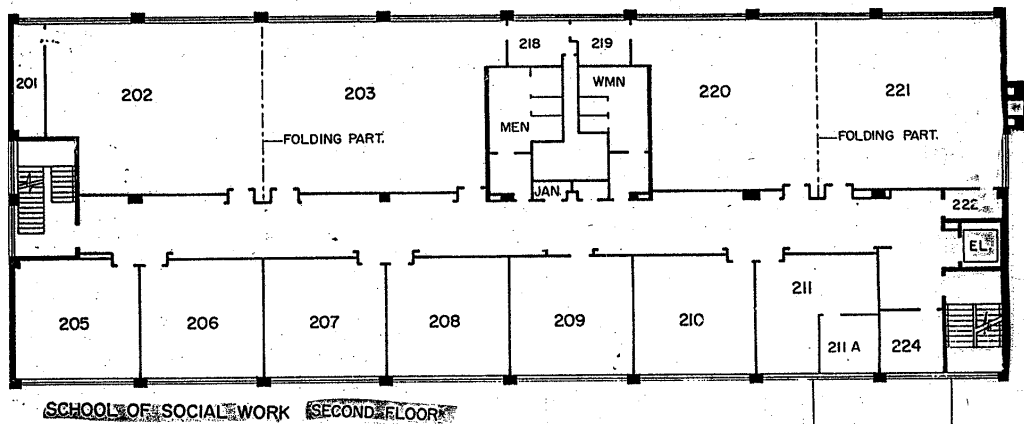 218 219
201
202
203
WMN
220
221
MEN
FOLDING PART.
FOLDING PART.
JAN.
222
EL.
211
205
206
207
208
209
210
211 A
224
SCHOOL OF SOCIAL WORK SECOND FLOOR